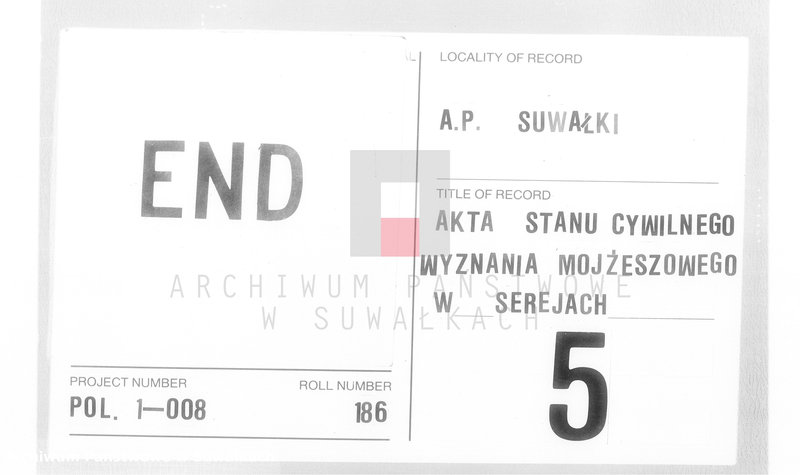 END
LOCALITY OF RECORD
A.P. SUWAŁKI
TITLE OF RECORD
AKTA STANU CYWILNEGO
WYZNANIA MOJŻESZOWEGO
W SEREJACH
5
PROJECT NUMBER
POL. 1—008
ROLL NUMBER
186
ARCHIWUM PAŃSTWOWE
W SUWAŁKACH